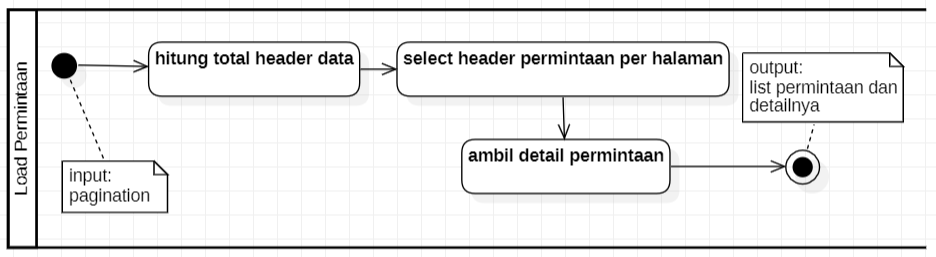 Load Permintaan
hitung total header data
select header permintaan per halaman
output:
list permintaan dan
detailnya
ambil detail permintaan
input:
pagination